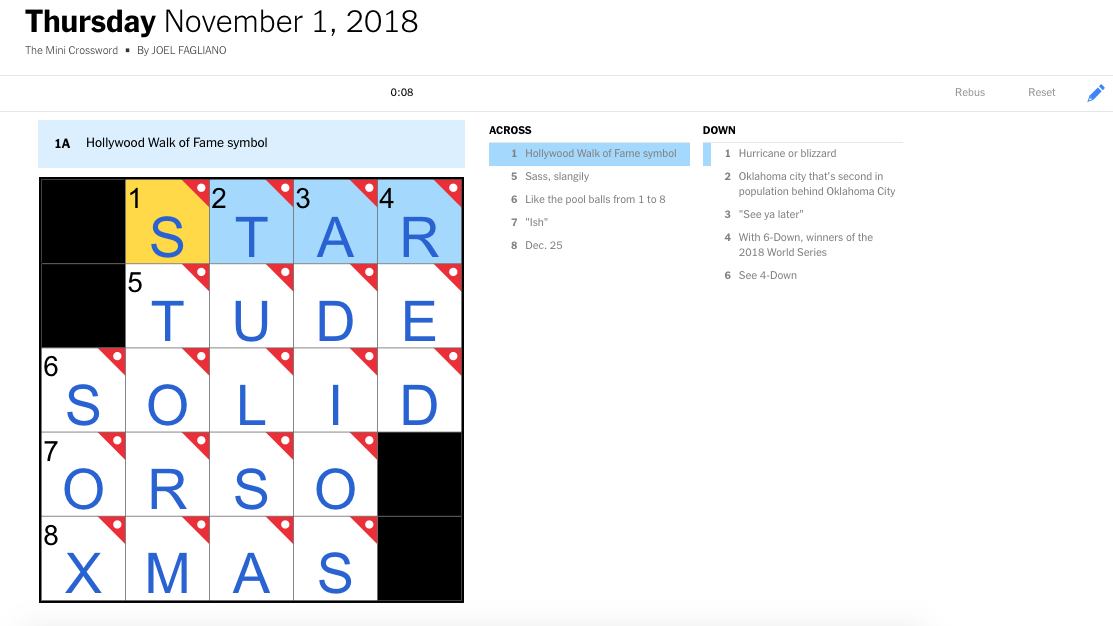 Thursday November 1, 2018
The Mini Crossword ▪ By JOEL FAGLIANO
0:08
Rebus
Reset
1A Hollywood Walk of Fame symbol
1 S 2 T 3 A 4 R
5 T U D E
6 S O L I D
7 O R S O
8 X M A S
ACROSS
1 Hollywood Walk of Fame symbol
5 Sass, slangily
6 Like the pool balls from 1 to 8
7 "Ish"
8 Dec. 25
DOWN
1 Hurricane or blizzard
2 Oklahoma city that's second in
population behind Oklahoma City
3 "See ya later"
4 With 6-Down, winners of the
2018 World Series
6 See 4-Down